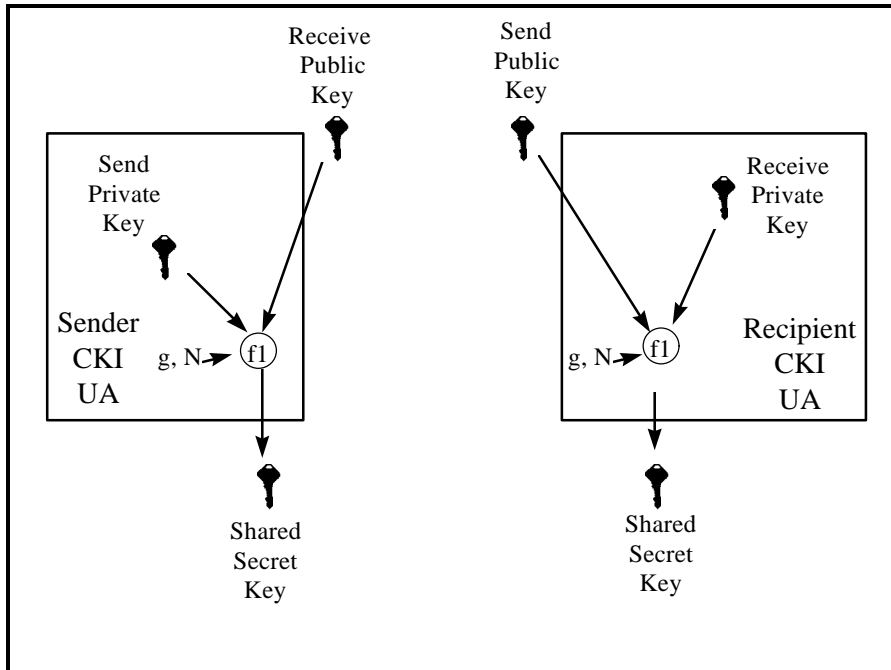 Receive
Public
Key
Send
Public
Key
Send
Private
Key
Receive
Private
Key
Sender
CKI
UA
g, N
f1
g, N
f1
Recipient
CKI
UA
Shared
Secret
Key
Shared
Secret
Key